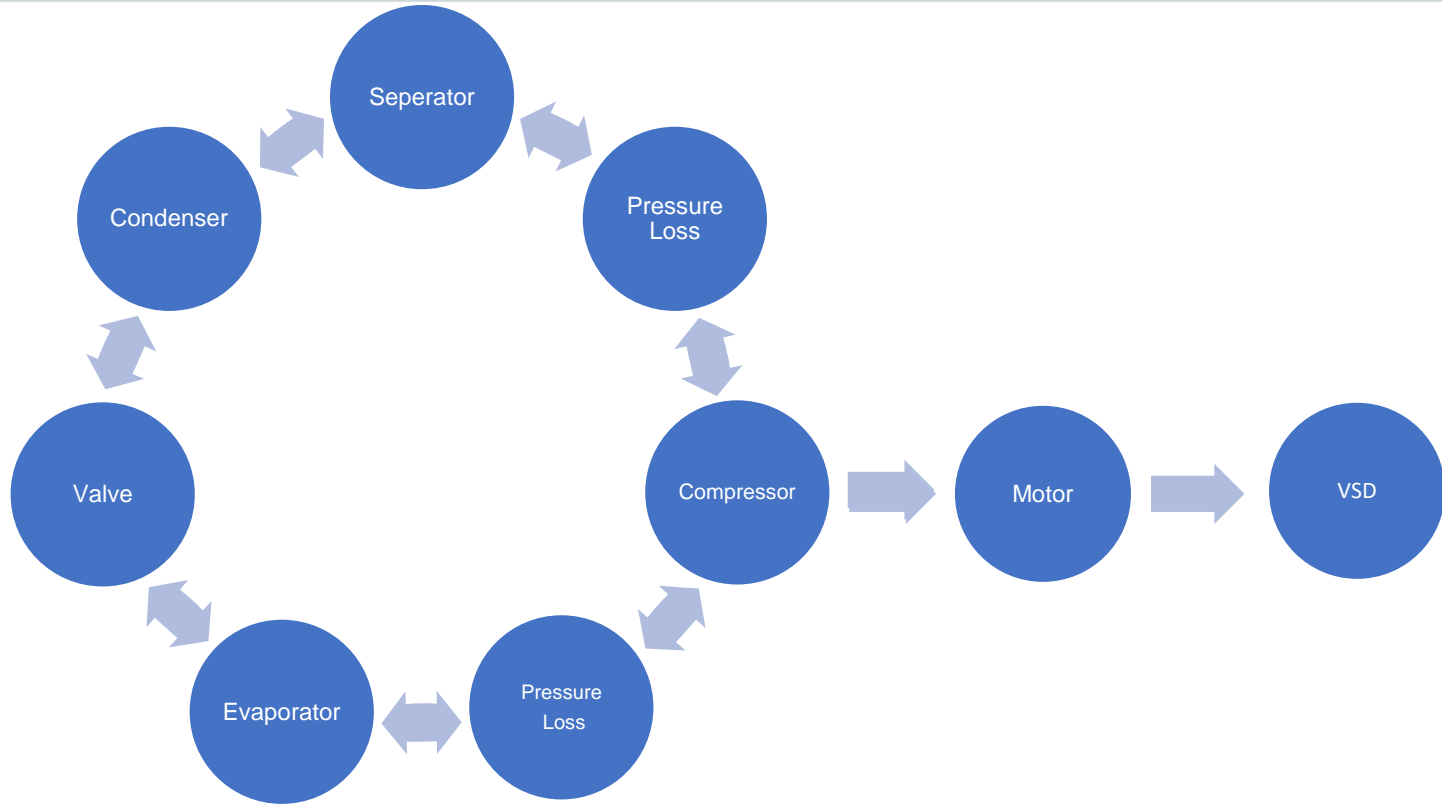 Seperator
Condenser
Pressure
Loss
Valve
Compressor
Motor
VSD
Evaporator
Pressure
Loss